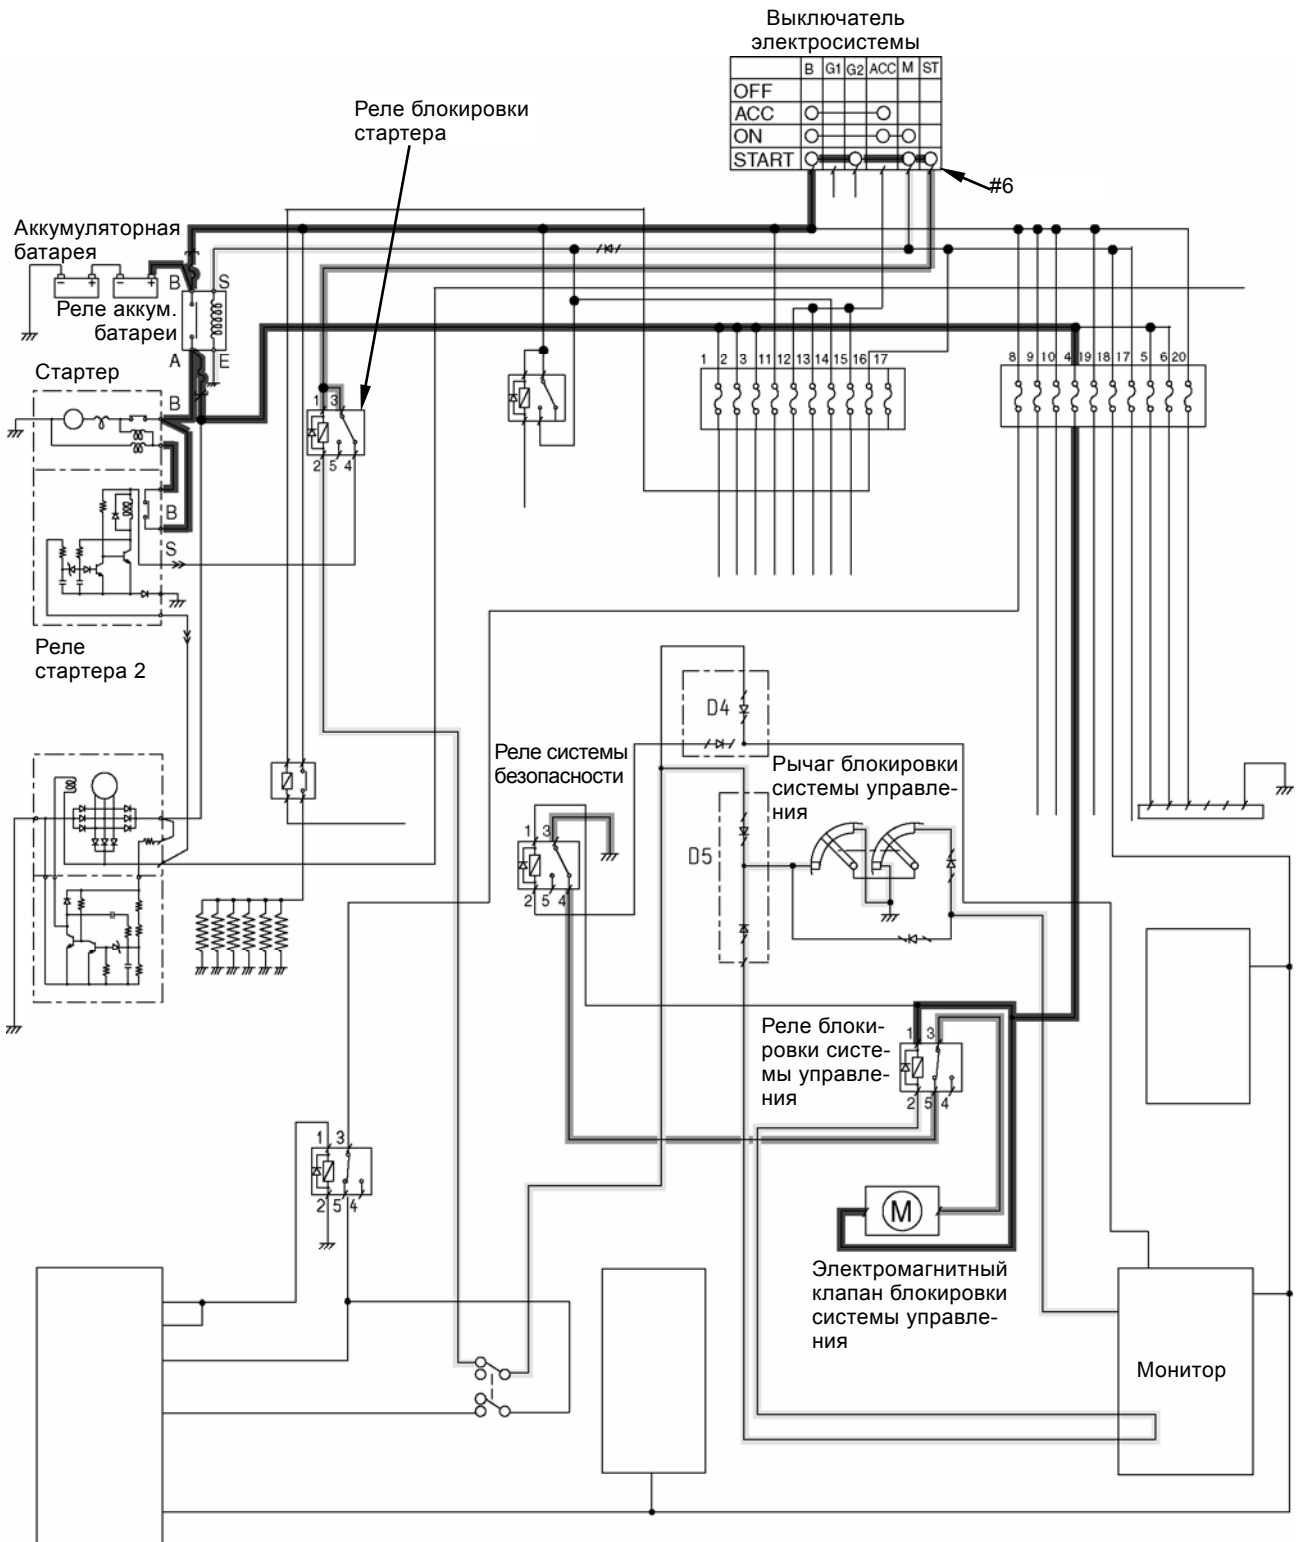 Выключатель
электросистемы
B G1 G2 ACC M ST
OFF
ACC
ON
START
#6
Реле блокировки
стартера
Аккумуляторная
батарея
B S
Реле аккум.
батареи
A E
Стартер
B
B
S
Реле
стартера 2
1 3
2 5 4
1 2 3 11 12 13 14 15 16 17
8 9 10 4 19 18 17 5 6 20
D4
Реле системы
безопасности
1 3
2 5 4
Рычаг блокировки
системы управле-
ния
D5
Реле блоки-
ровки систе-
мы управле-
ния
1 3
2 5 4
1 3
2 5 4
M
Электромагнитный
клапан блокировки
системы управле-
ния
Монитор